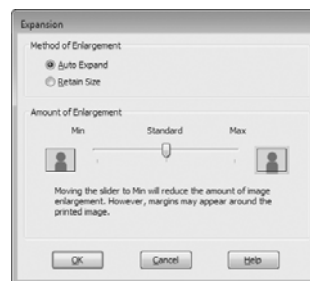 Expansion
Method of Enlargement
Auto Expand
Retain Size
Amount of Enlargement
Min Standard Max
Moving the slider to Min will reduce the amount of image
enlargement. However, margins may appear around the
printed image.
OK Cancel Help